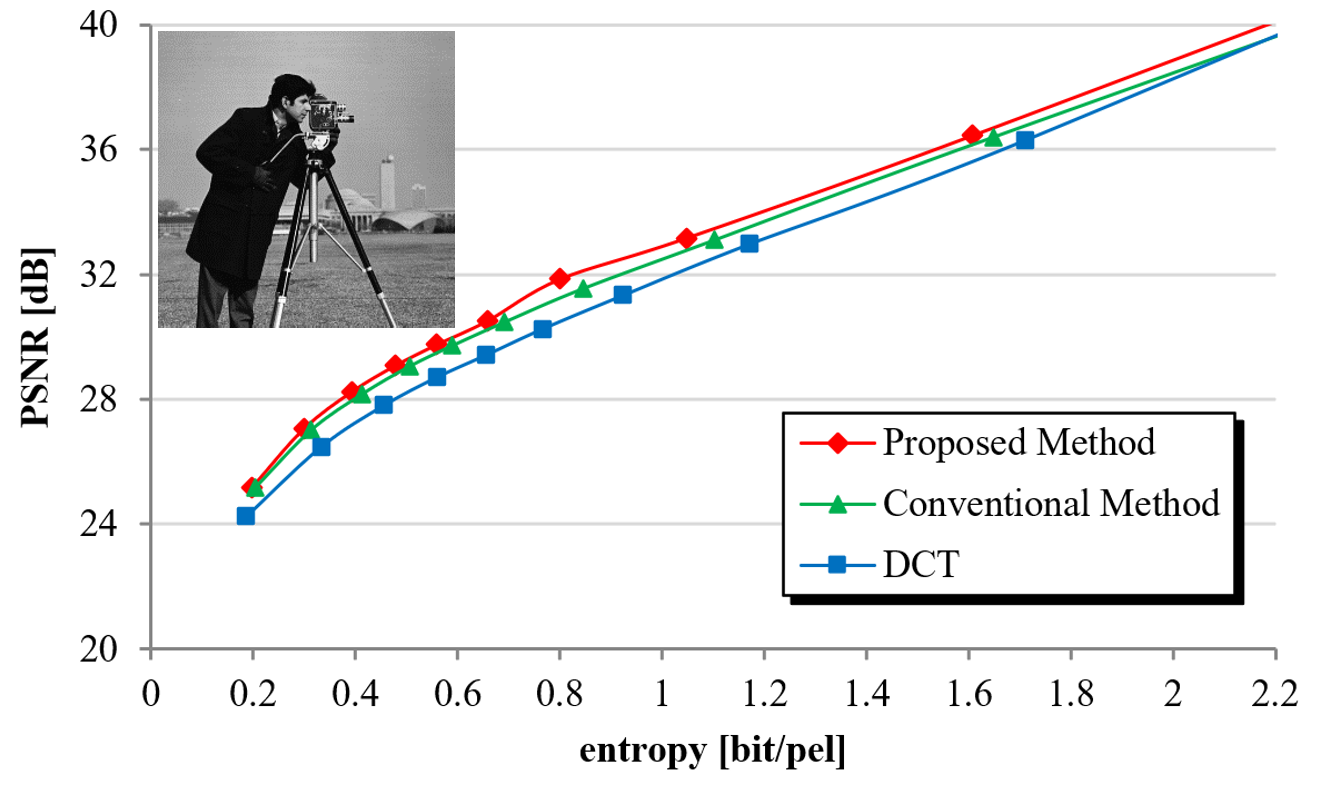 40
36
32
28
24
20
PSNR [dB]
Proposed Method
Conventional Method
DCT
0 0.2 0.4 0.6 0.8 1 1.2 1.4 1.6 1.8 2 2.2
entropy [bit/pel]